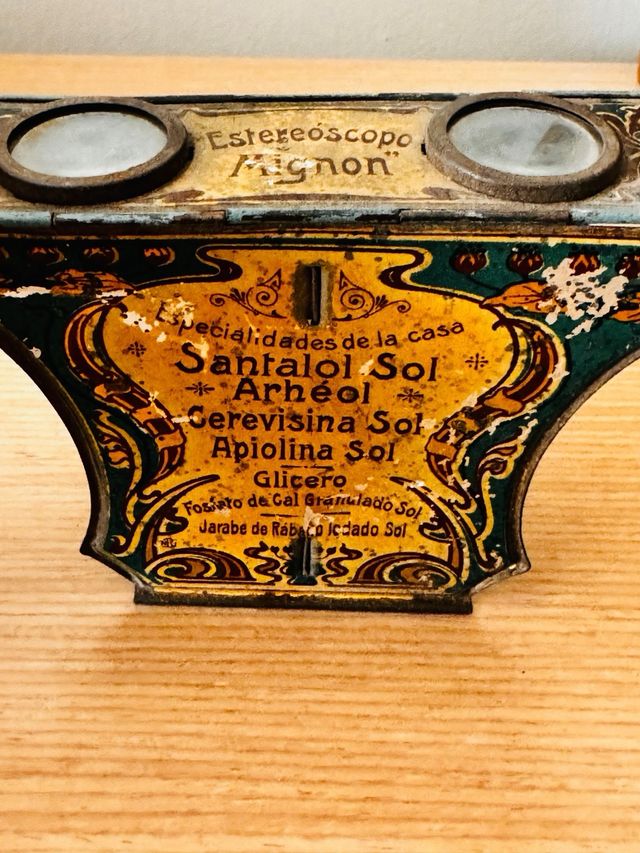 "Estereóscopo
Mignon"
Especialidades de la casa
Santalol Sol
Arhéol
Cerevisina Sol
Apiolina Sol
Glicero
Fosfato de Cal Granulado Sol
Jarabe de Rábano Iodado Sol